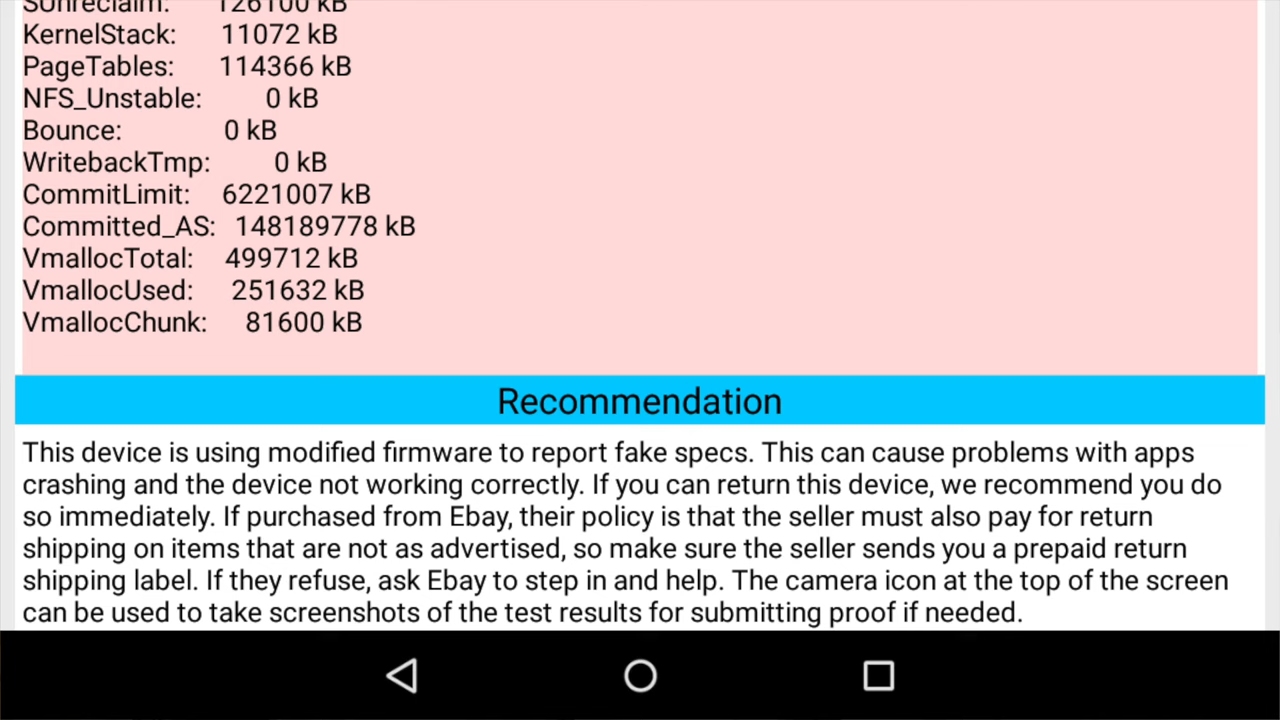 SUnreclaim: 126100 kB
KernelStack: 11072 kB
PageTables: 114366 kB
NFS_Unstable: 0 kB
Bounce: 0 kB
WritebackTmp: 0 kB
CommitLimit: 6221007 kB
Committed_AS: 148189778 kB
VmallocTotal: 499712 kB
VmallocUsed: 251632 kB
VmallocChunk: 81600 kB
Recommendation
This device is using modified firmware to report fake specs. This can cause problems with apps
crashing and the device not working correctly. If you can return this device, we recommend you do
so immediately. If purchased from Ebay, their policy is that the seller must also pay for return
shipping on items that are not as advertised, so make sure the seller sends you a prepaid return
shipping label. If they refuse, ask Ebay to step in and help. The camera icon at the top of the screen
can be used to take screenshots of the test results for submitting proof if needed.